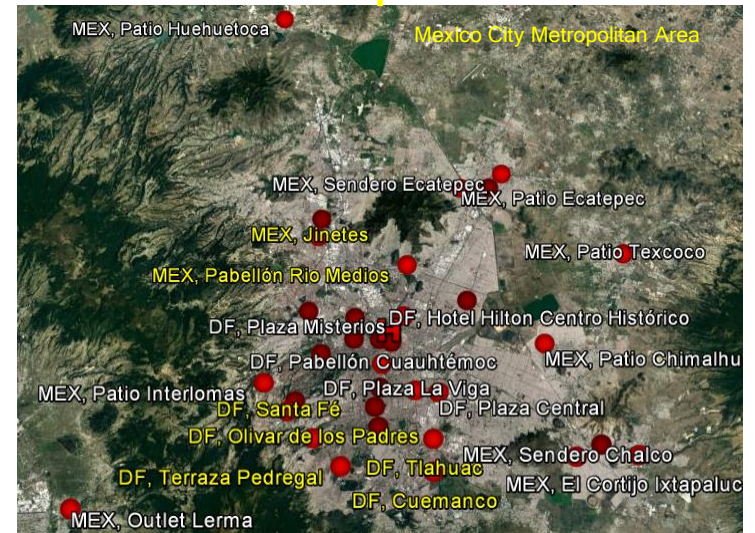 MEX, Patio Huehuetoca
Mexico City Metropolitan Area
MEX, Sendero Ecatepec
MEX, Patio Ecatepec
MEX, Jinetes
MEX, Patio Texcoco
MEX, Pabellón Rio Medios
DF, Hotel Hilton Centro Histórico
DF, Plaza Misterios
DF, Pabellón Cuauhtémoc
MEX, Patio Chimalhu
MEX, Patio Interlomas
DF, Plaza La Viga
DF, Santa Fé
DF, Plaza Central
DF, Olivar de los Padres
MEX, Sendero Chalco
DF, Tlahuac
DF, Terraza Pedregal
MEX, El Cortijo Ixtapaluc
DF, Cuemanco
MEX, Outlet Lerma